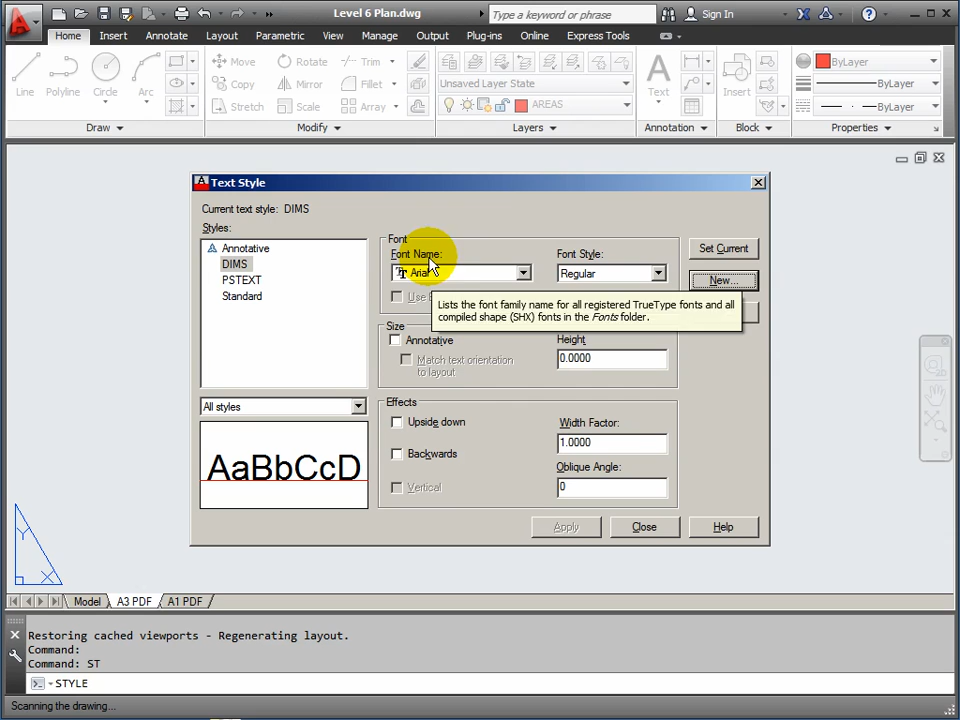 Level 6 Plan.dwg
Type a keyword or phrase
Sign In
Home Insert Annotate Layout Parametric View Manage Output Plug-ins Online Express Tools
Line
Polyline
Circle
Arc
Move
Rotate
Trim
Copy
Mirror
Fillet
Stretch
Scale
Array
Unsaved Layer State
AREAS
Text
Insert
ByLayer
ByLayer
ByLayer
Draw
Modify
Layers
Annotation
Block
Properties
Text Style
Current text style: DIMS
Styles:
Annotative
DIMS
PSTEXT
Standard
All styles
AaBbCcD
Font
Font Name:
Arial
Font Style:
Regular
Lists the font family name for all registered TrueType fonts and all
compiled shape (SHX) fonts in the Fonts folder.
Size
Annotative
Match text orientation
to layout
Height
0.0000
Effects
Upside down
Backwards
Vertical
Width Factor:
1.0000
Oblique Angle:
0
Set Current
New...
Apply
Close
Help
Y
X
Model
A3 PDF
A1 PDF
Restoring cached viewports - Regenerating layout.
Command:
Command: ST
STYLE
Scanning the drawing...